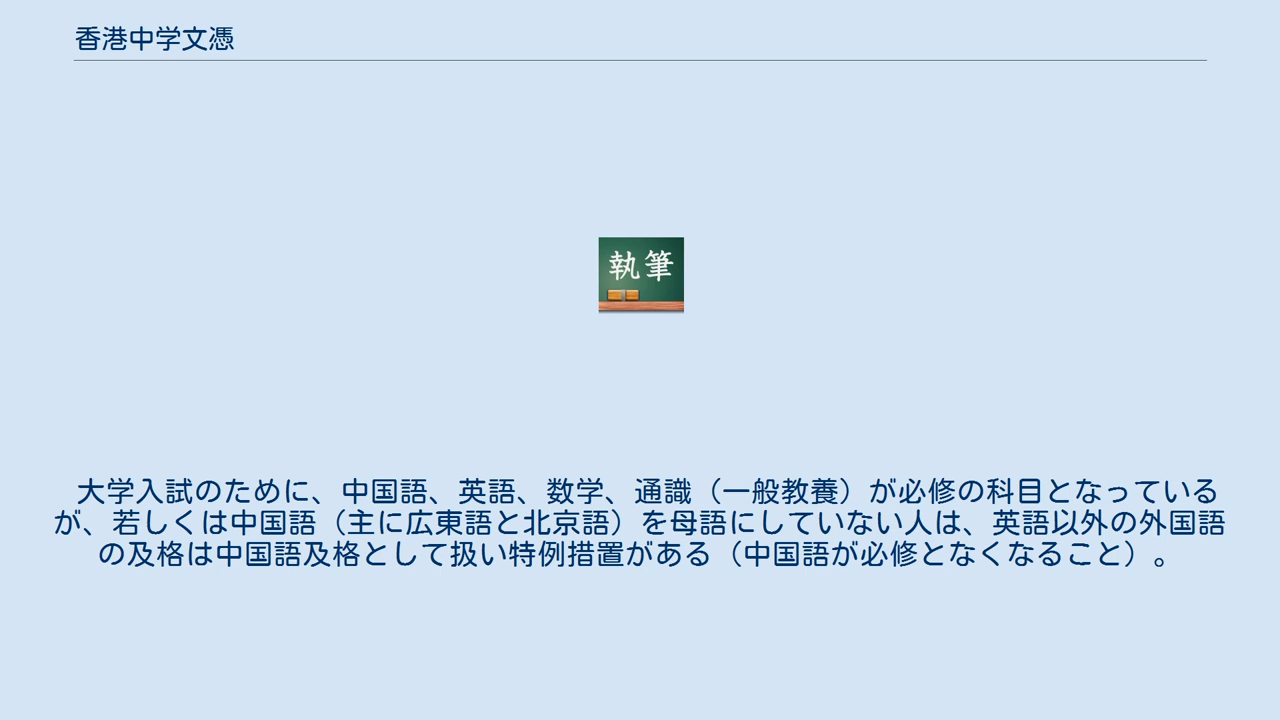 香港中学文憑
執筆
大学入試のために、中国語、英語、数学、通識（一般教養）が必修の科目となっている
が、若しくは中国語（主に広東語と北京語）を母語にしていない人は、英語以外の外国語
の及格は中国語及格として扱い特例措置がある（中国語が必修となくなること）。